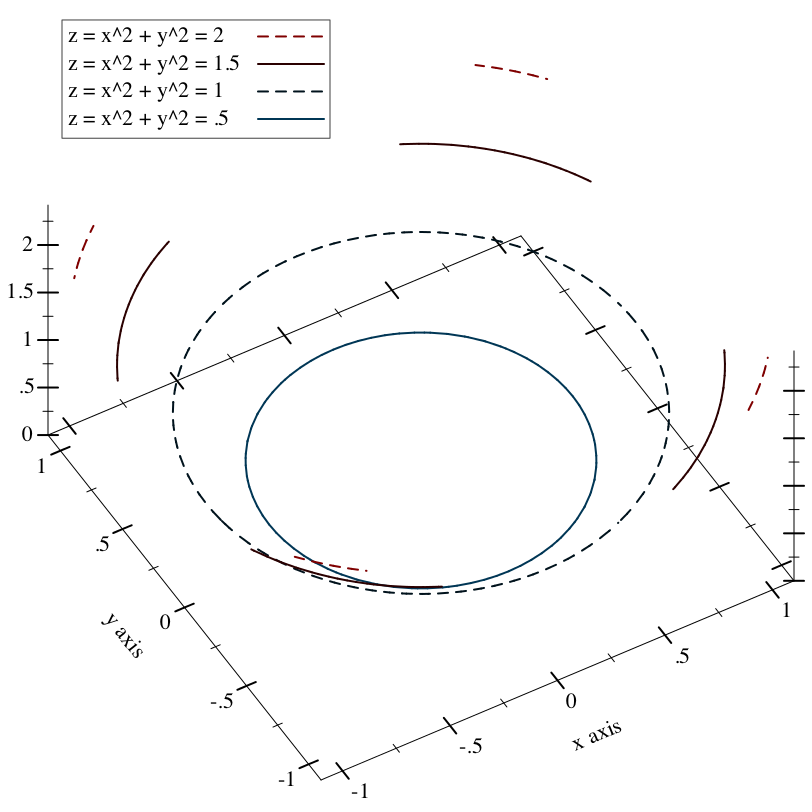 z = x^2 + y^2 = 2
z = x^2 + y^2 = 1.5
z = x^2 + y^2 = 1
z = x^2 + y^2 = .5
2
1.5
1
.5
0
1
.5
0
-.5
-1
y axis
-1
-.5
0
.5
1
x axis